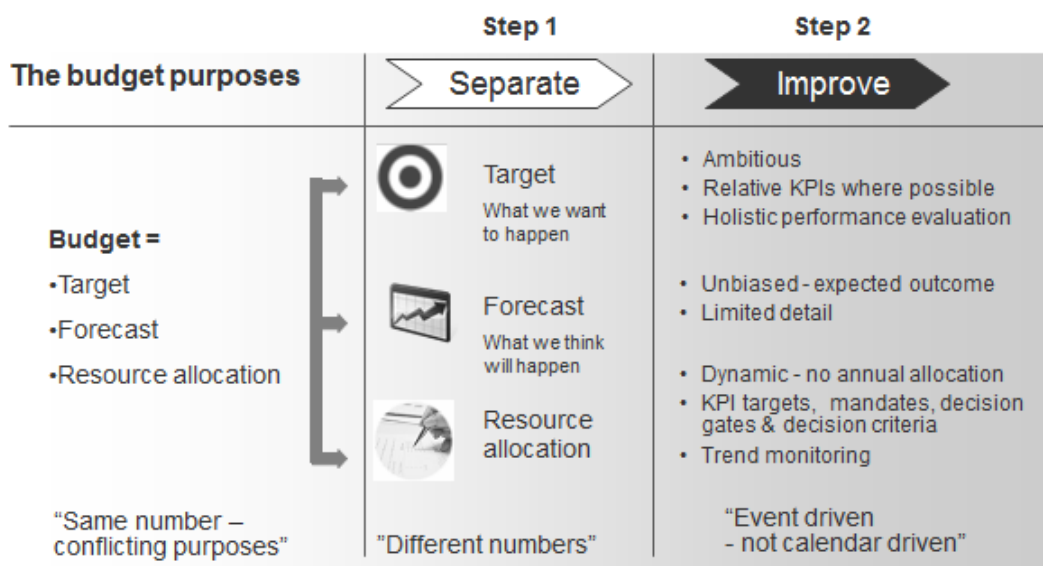 Step 1
Step 2
The budget purposes
Separate
Improve
Budget =
•Target
•Forecast
•Resource allocation
"Same number –
conflicting purposes"
Target
What we want
to happen
Forecast
What we think
will happen
Resource
allocation
"Different numbers"
• Ambitious
• Relative KPIs where possible
• Holistic performance evaluation
• Unbiased - expected outcome
• Limited detail
• Dynamic - no annual allocation
• KPI targets, mandates, decision
gates & decision criteria
• Trend monitoring
"Event driven
- not calendar driven"